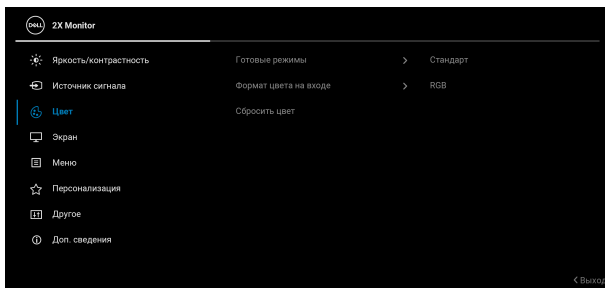 DELL 2X Monitor
Яркость/контрастность
Готовые режимы > Стандарт
Источник сигнала
Формат цвета на входе > RGB
Цвет
Сбросить цвет
Экран
Меню
Персонализация
Другое
Доп. сведения
< Выход